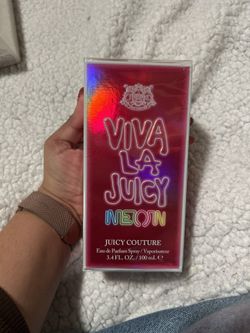 VIVA
LA
JUICY
NEON
JUICY COUTURE
Eau de Parfum Spray / Vaporisateur
3.4 FL. OZ. / 100 mL ℮